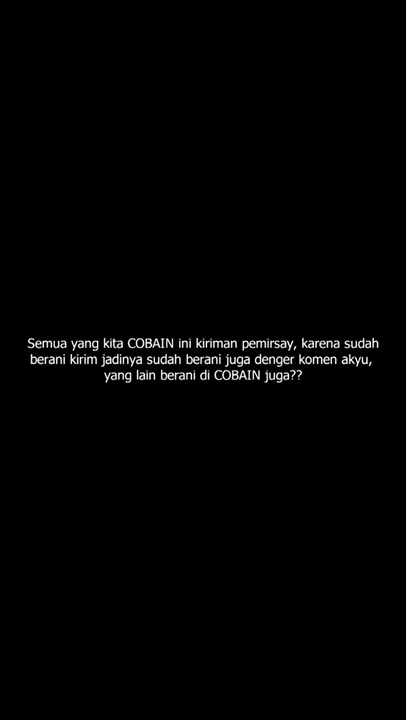 Semua yang kita COBAIN ini kiriman pemirsay, karena sudah
berani kirim jadinya sudah berani juga denger komen akyu,
yang lain berani di COBAIN juga??